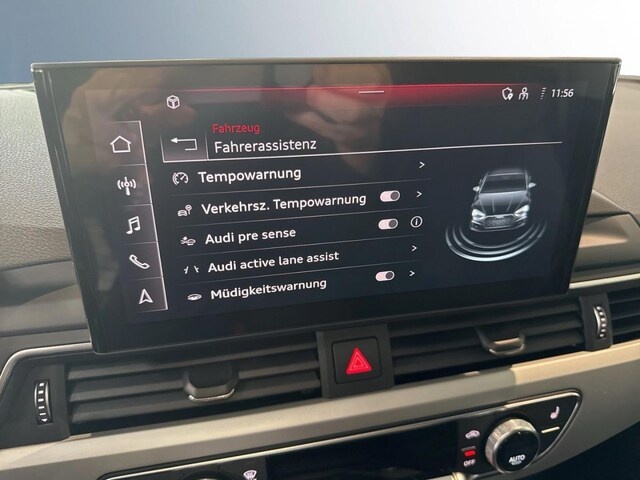 11:56
Fahrzeug
Fahrerassistenz
Tempowarnung
Verkehrsz. Tempowarnung
Audi pre sense
Audi active lane assist
Müdigkeitswarnung
AUTO
OFF